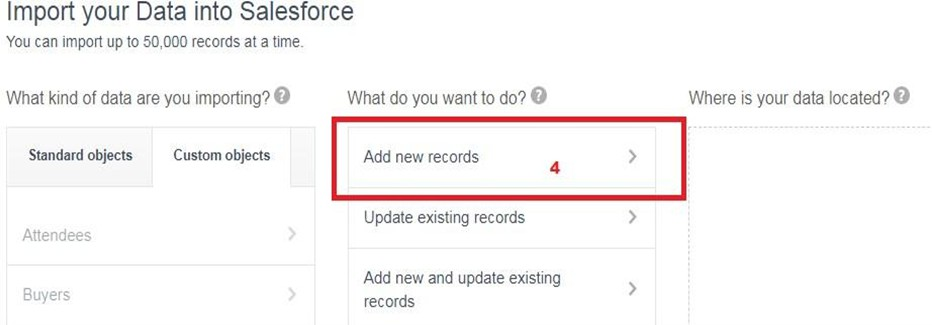 Import your Data into Salesforce
You can import up to 50,000 records at a time.
What kind of data are you importing? ?
What do you want to do? ?
Where is your data located? ?
Standard objects
Custom objects
Attendees
Buyers
Add new records
4
Update existing records
Add new and update existing
records